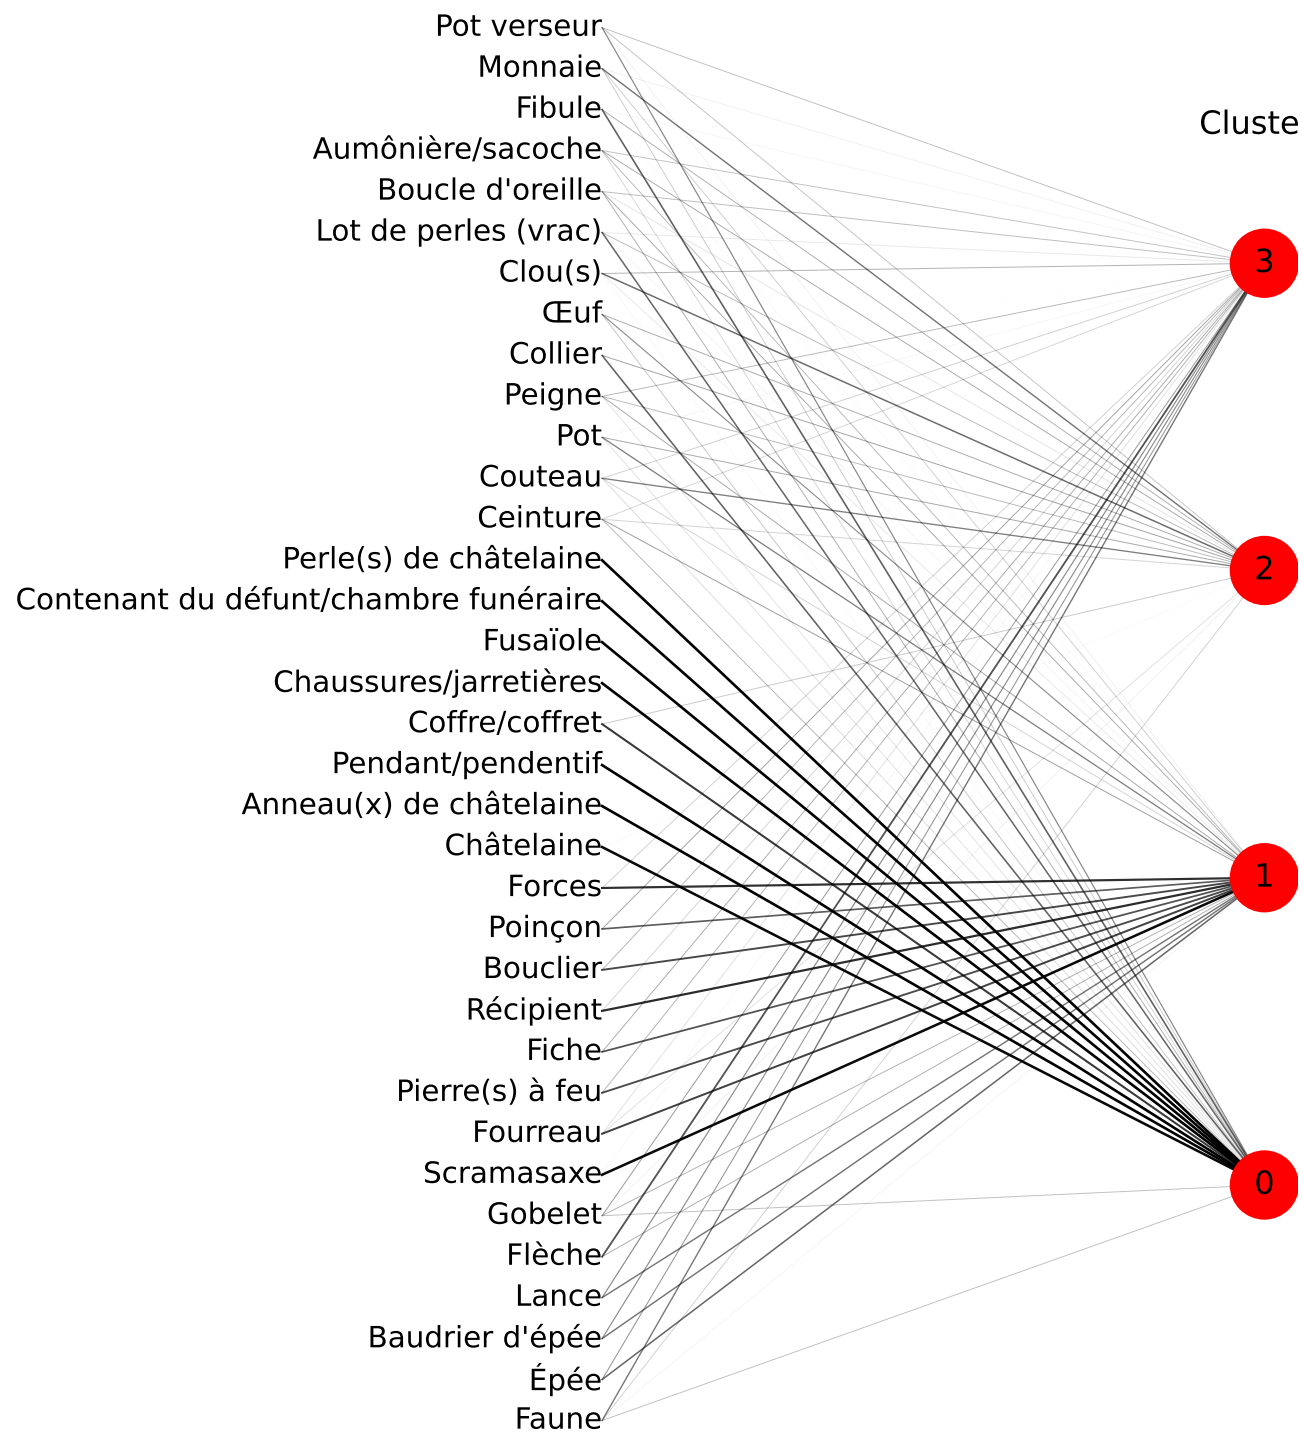 Pot verseur
Monnaie
Fibule
Aumônière/sacoche
Boucle d'oreille
Lot de perles (vrac)
Clou(s)
Œuf
Collier
Peigne
Pot
Couteau
Ceinture
Perle(s) de châtelaine
Contenant du défunt/chambre funéraire
Fusaïole
Chaussures/jarretières
Coffre/coffret
Pendant/pendentif
Anneau(x) de châtelaine
Châtelaine
Forces
Poinçon
Bouclier
Récipient
Fiche
Pierre(s) à feu
Fourreau
Scramasaxe
Gobelet
Flèche
Lance
Baudrier d'épée
Épée
Faune
Cluste
3
2
1
0